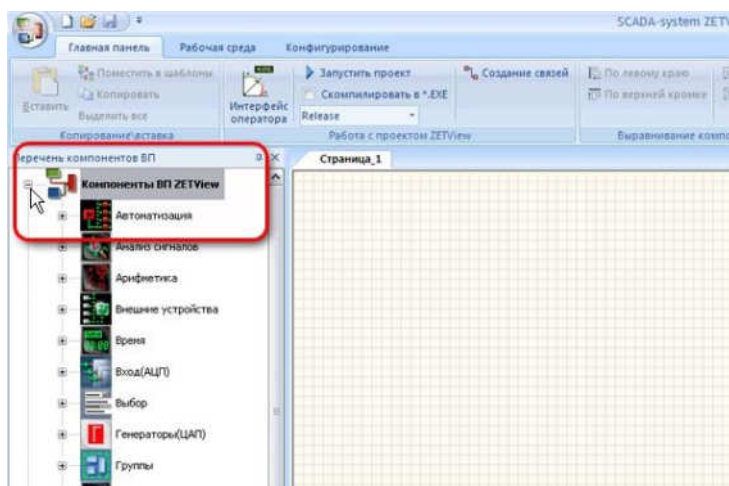 SCADA-system ZETV
Главная панель Рабочая среда Конфигурирование
Вставить
Поместить в шаблоны
Копировать
Выделить все
Копирование\вставка
Интерфейс
оператора
Запустить проект
Скомпилировать в *.EXE
Release
Создание связей
Работа с проектом ZETView
По левому краю
По верхней кромке
Выравнивание комп
Перечень компонентов ВП
Страница_1
Компоненты ВП ZETView
Автоматизация
Анализ сигналов
Арифметика
Внешние устройства
Время
Вход(АЦП)
Выбор
Генераторы(ЦАП)
Группы